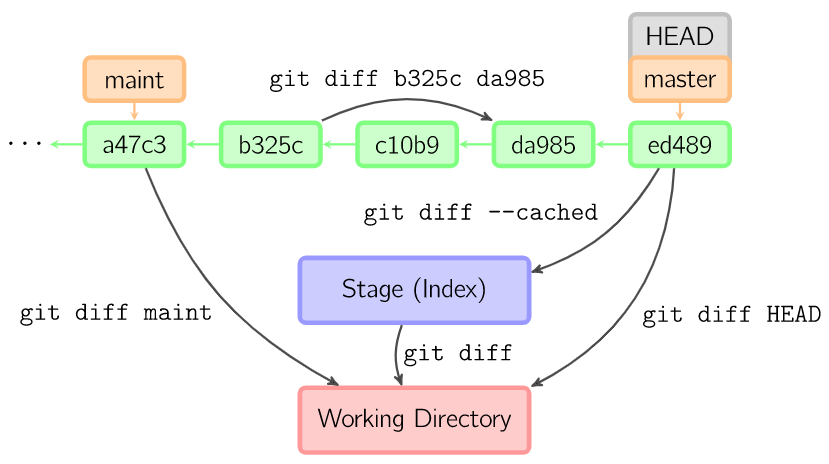 HEAD
maint
git diff b325c da985
master
...
a47c3
b325c
c10b9
da985
ed489
git diff --cached
Stage (Index)
git diff maint
git diff HEAD
git diff
Working Directory